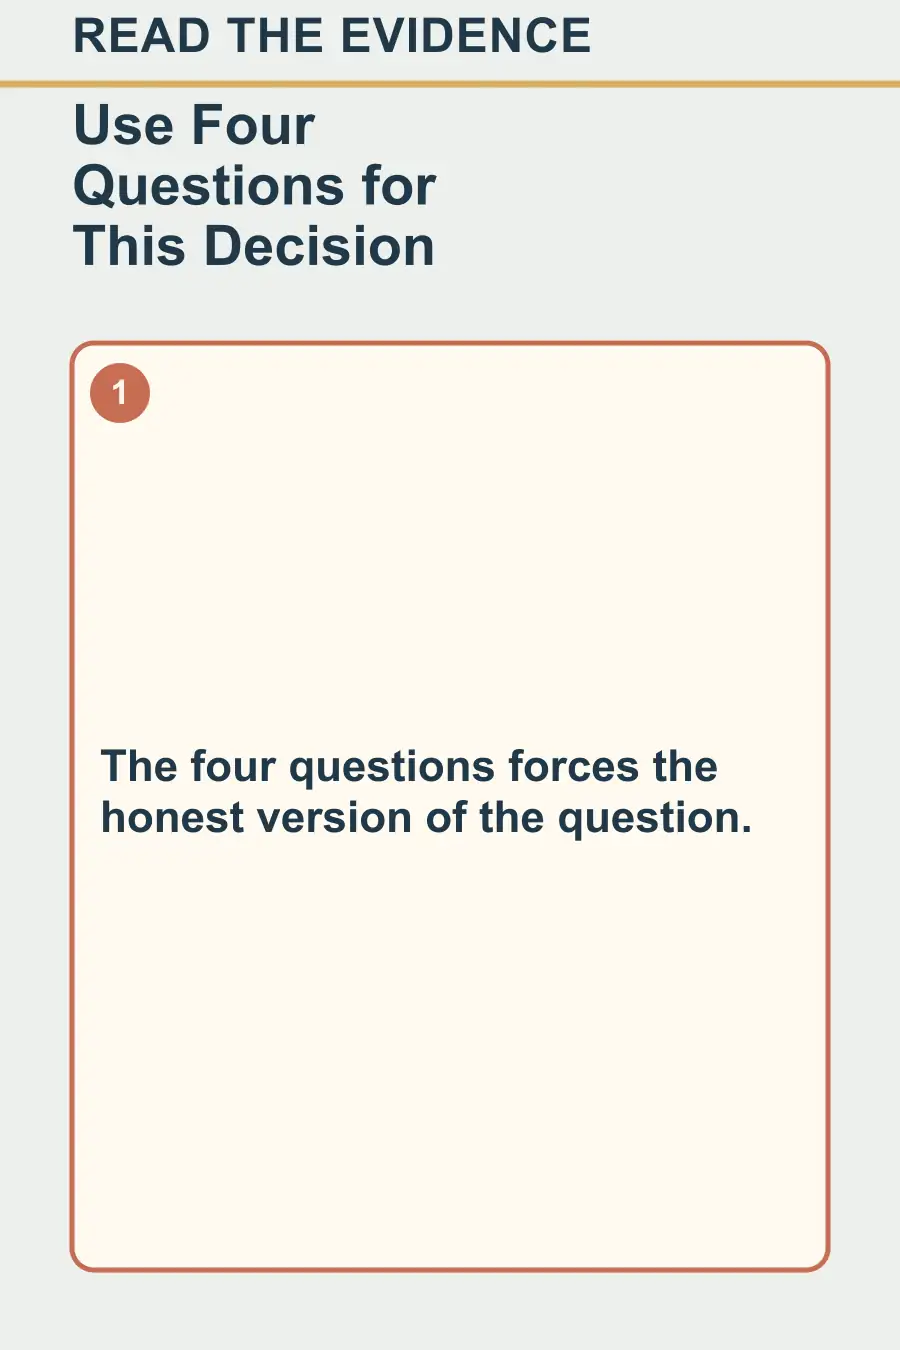 READ THE EVIDENCE
Use Four
Questions for
This Decision
1
The four questions forces the
honest version of the question.